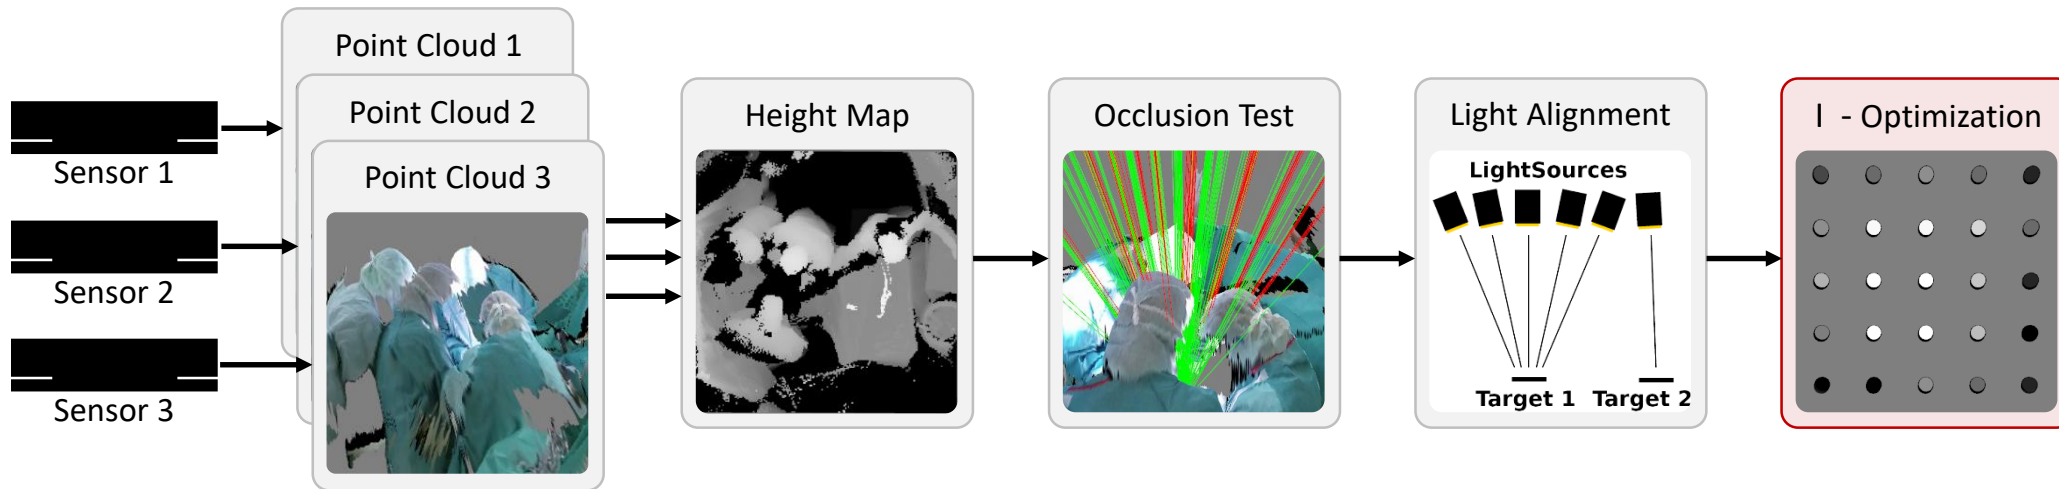 Sensor 1
Sensor 2
Sensor 3
Point Cloud 1
Point Cloud 2
Point Cloud 3
Height Map
Occlusion Test
Light Alignment
LightSources
Target 1
Target 2
I - Optimization